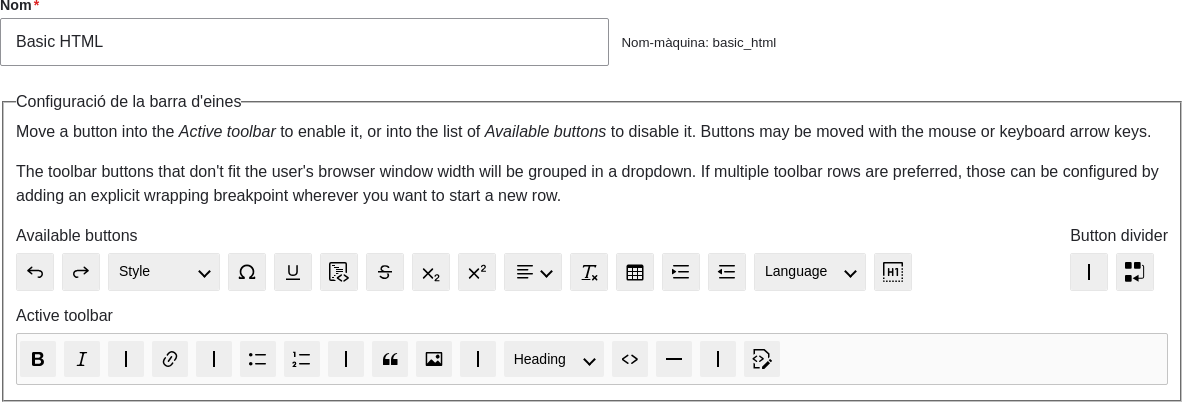 Nom*
Basic HTML
Nom-màquina: basic_html
Configuració de la barra d'eines
Move a button into the Active toolbar to enable it, or into the list of Available buttons to disable it. Buttons may be moved with the mouse or keyboard arrow keys.
The toolbar buttons that don't fit the user's browser window width will be grouped in a dropdown. If multiple toolbar rows are preferred, those can be configured by
adding an explicit wrapping breakpoint wherever you want to start a new row.
Available buttons
Button divider
Style
Language
Active toolbar
Heading